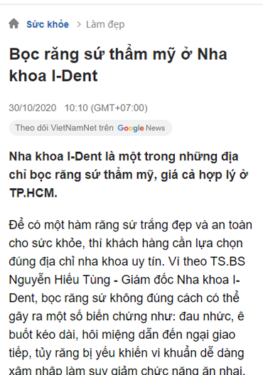 Sức khỏe > Làm đẹp
Bọc răng sứ thẩm mỹ ở Nha
khoa I-Dent
30/10/2020 10:10 (GMT+07:00)
Theo dõi VietNamNet trên Google News
Nha khoa I-Dent là một trong những địa
chỉ bọc răng sứ thẩm mỹ, giá cả hợp lý ở
TP.HCM.
Để có một hàm răng sứ trắng đẹp và an toàn
cho sức khỏe, thì khách hàng cần lựa chọn
đúng địa chỉ nha khoa uy tín. Vì theo TS.BS
Nguyễn Hiếu Tùng - Giám đốc Nha khoa I-
Dent, bọc răng sứ không đúng cách có thể
gây ra một số biến chứng như: đau nhức, ê
buốt kéo dài, hôi miệng dẫn đến ngại giao
tiếp, tủy răng bị yếu khiến vi khuẩn dễ dàng
xâm nhập làm suy giảm chức năng ăn nhai.